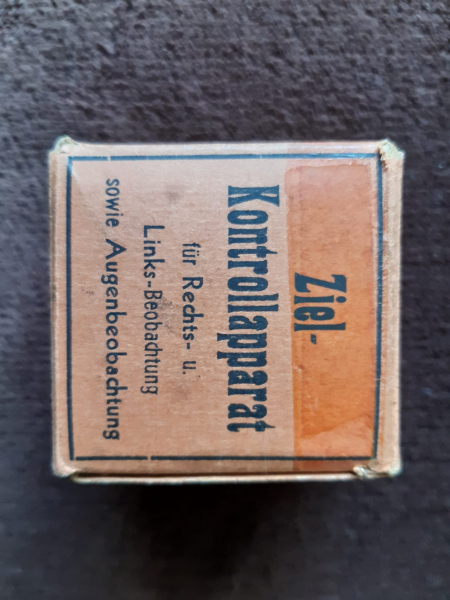 Ziel-
Kontrollapparat
für Rechts- u.
Links-Beobachtung
sowie Augenbeobachtung